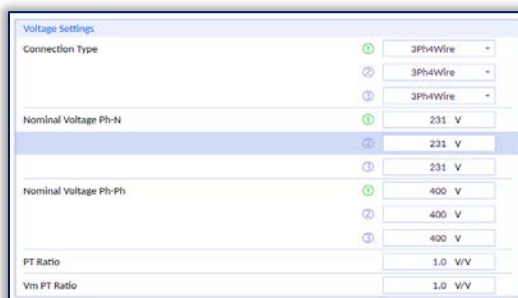 Voltage Settings
Connection Type ① 3Ph4Wire
② 3Ph4Wire
③ 3Ph4Wire
Nominal Voltage Ph-N ① 231 V
② 231 V
③ 231 V
Nominal Voltage Ph-Ph ① 400 V
② 400 V
③ 400 V
PT Ratio 1.0 V/V
Vm PT Ratio 1.0 V/V